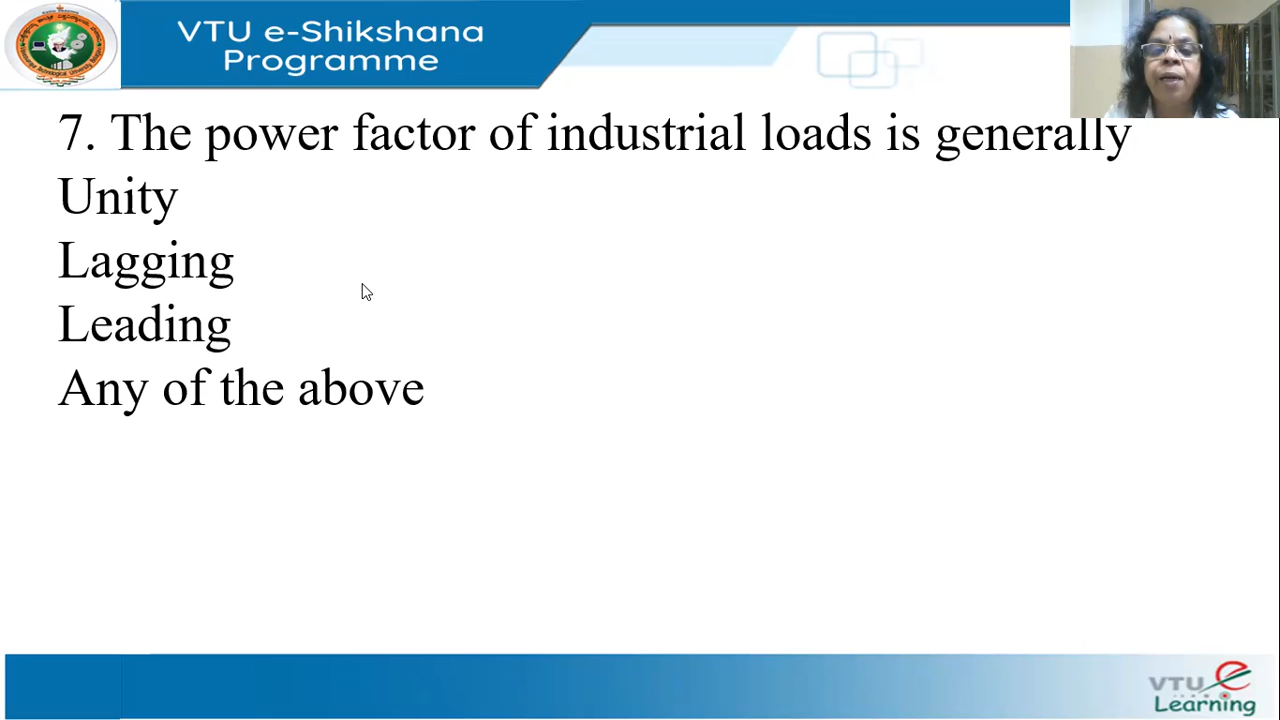 VTU e-Shikshana
Programme
7. The power factor of industrial loads is generally
Unity
Lagging
Leading
Any of the above
VTU e
Learning